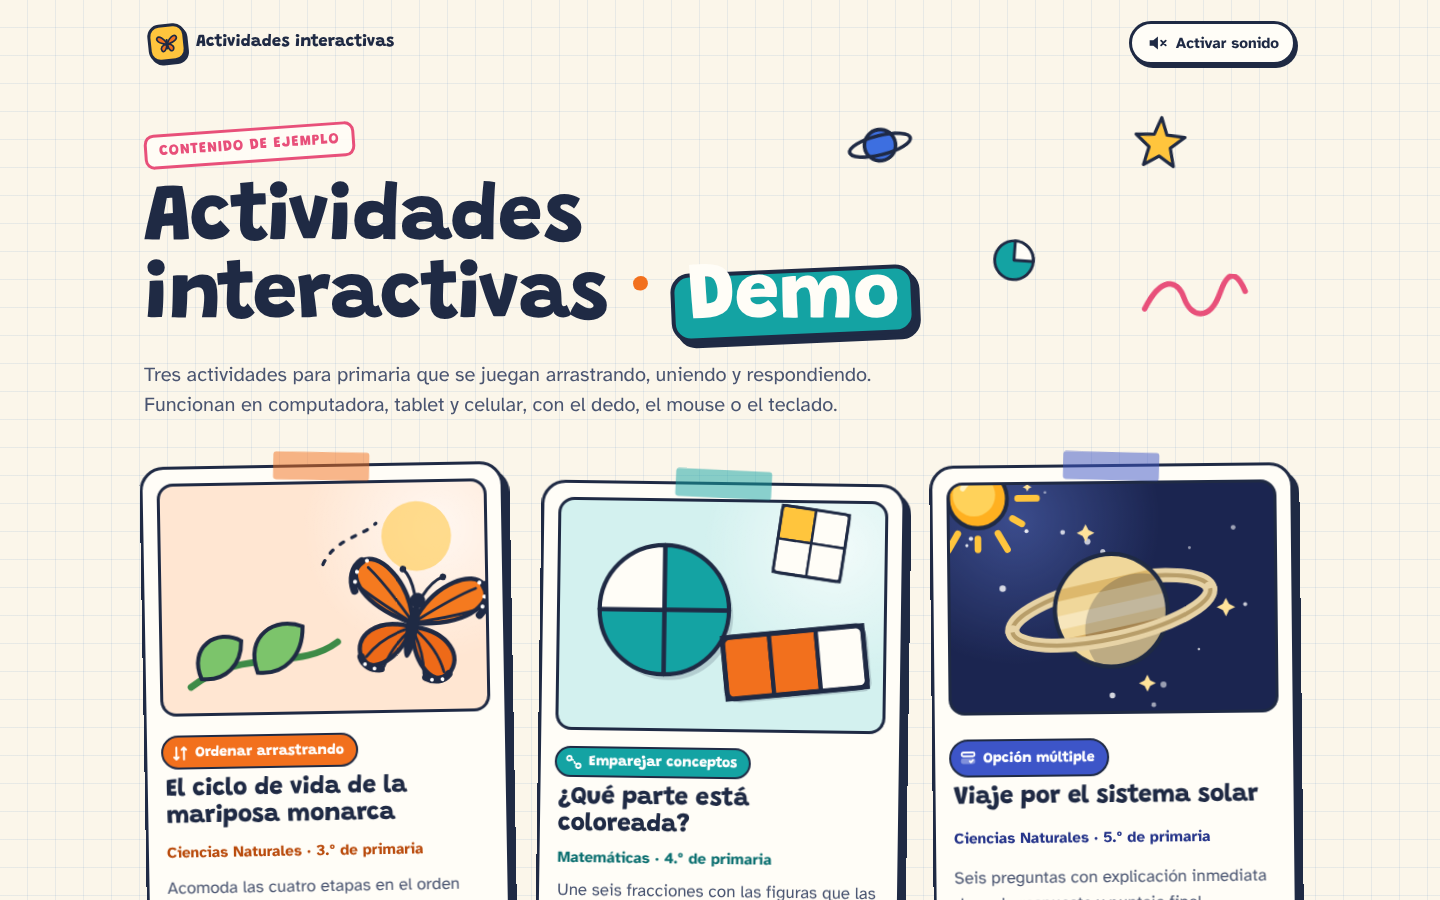 Actividades interactivas
Activar sonido
CONTENIDO DE EJEMPLO
Actividades
interactivas · Demo
Tres actividades para primaria que se juegan arrastrando, uniendo y respondiendo.
Funcionan en computadora, tablet y celular, con el dedo, el mouse o el teclado.
Ordenar arrastrando
El ciclo de vida de la
mariposa monarca
Ciencias Naturales · 3.º de primaria
Acomoda las cuatro etapas en el orden
Emparejar conceptos
¿Qué parte está
coloreada?
Matemáticas · 4.º de primaria
Une seis fracciones con las figuras que las
Opción múltiple
Viaje por el sistema solar
Ciencias Naturales · 5.º de primaria
Seis preguntas con explicación inmediata